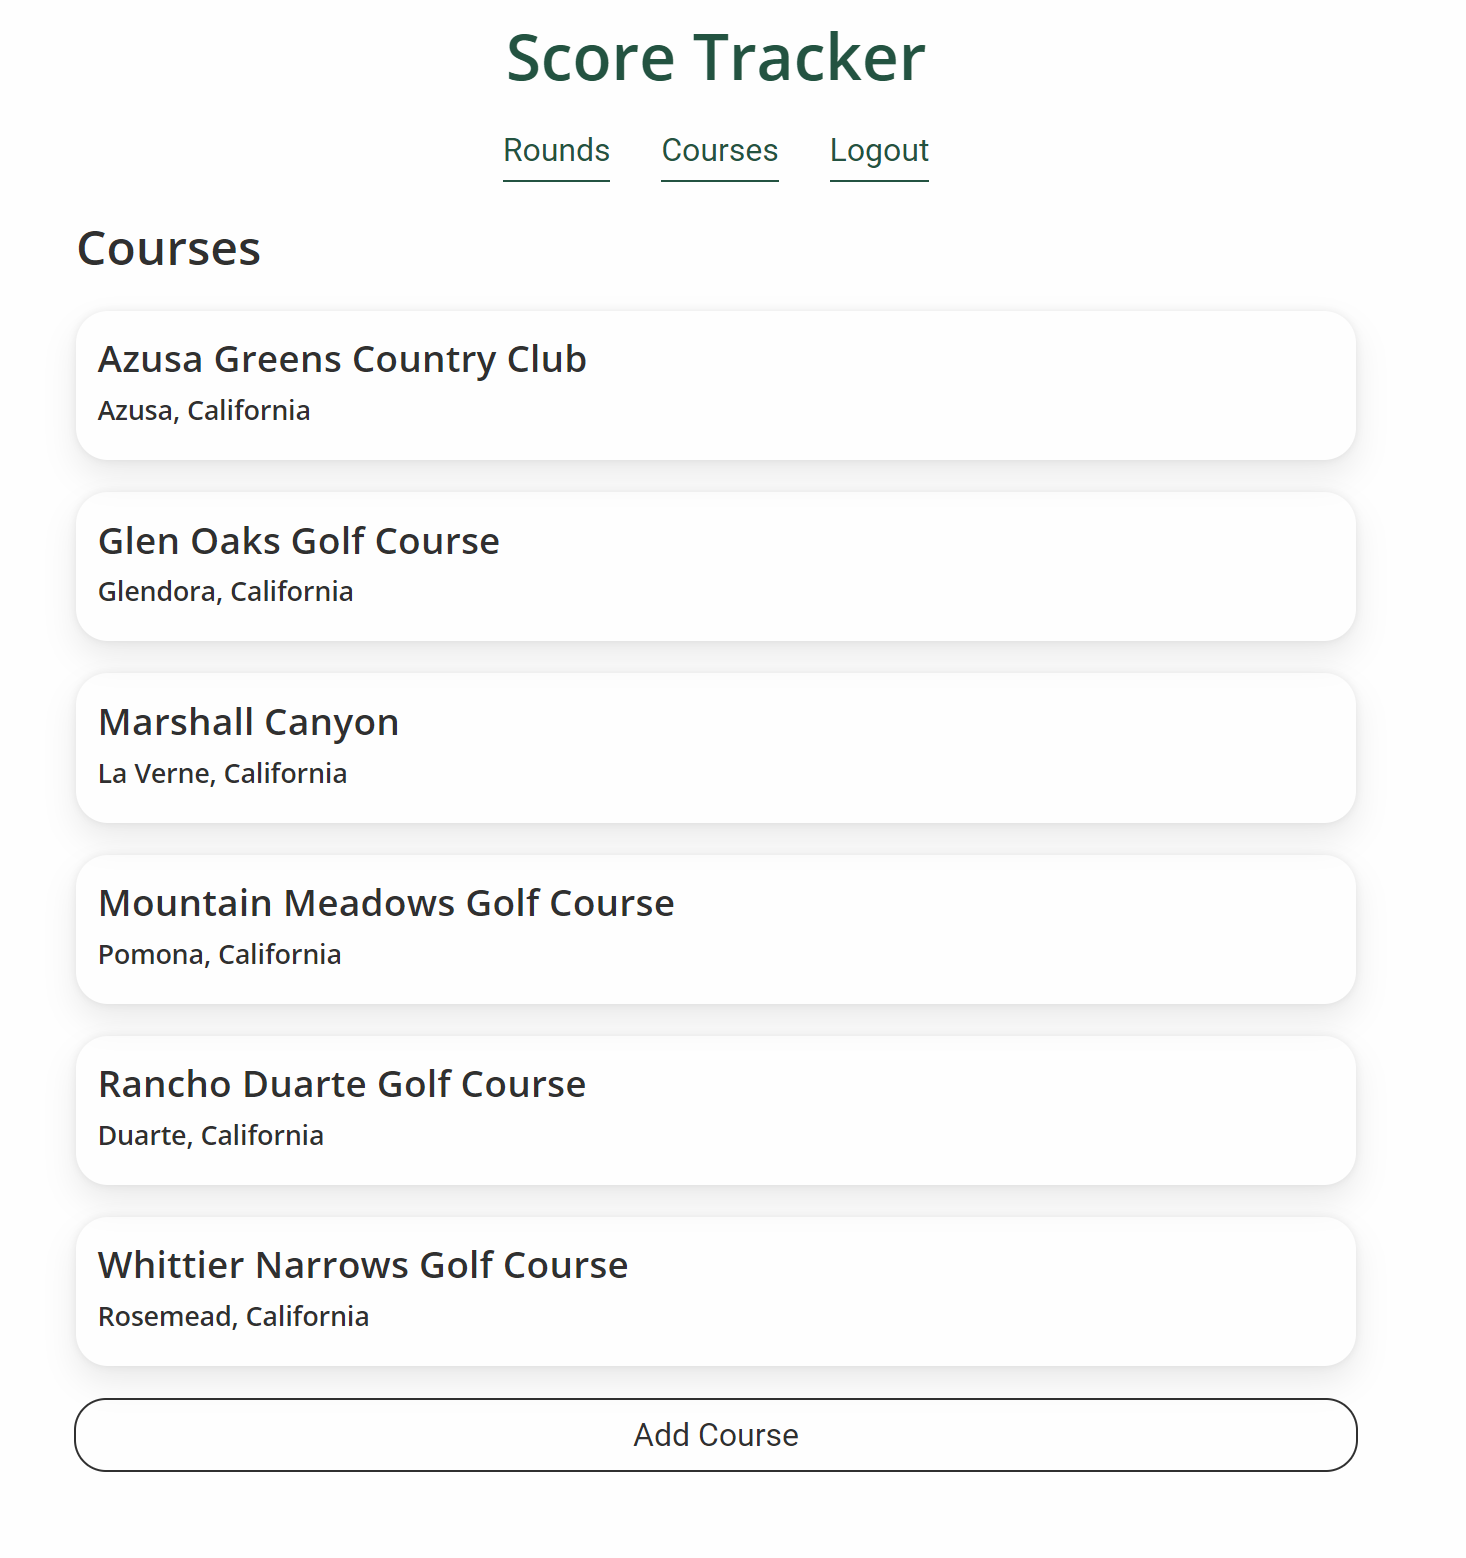 Score Tracker
Rounds Courses Logout
Courses
Azusa Greens Country Club
Azusa, California
Glen Oaks Golf Course
Glendora, California
Marshall Canyon
La Verne, California
Mountain Meadows Golf Course
Pomona, California
Rancho Duarte Golf Course
Duarte, California
Whittier Narrows Golf Course
Rosemead, California
Add Course